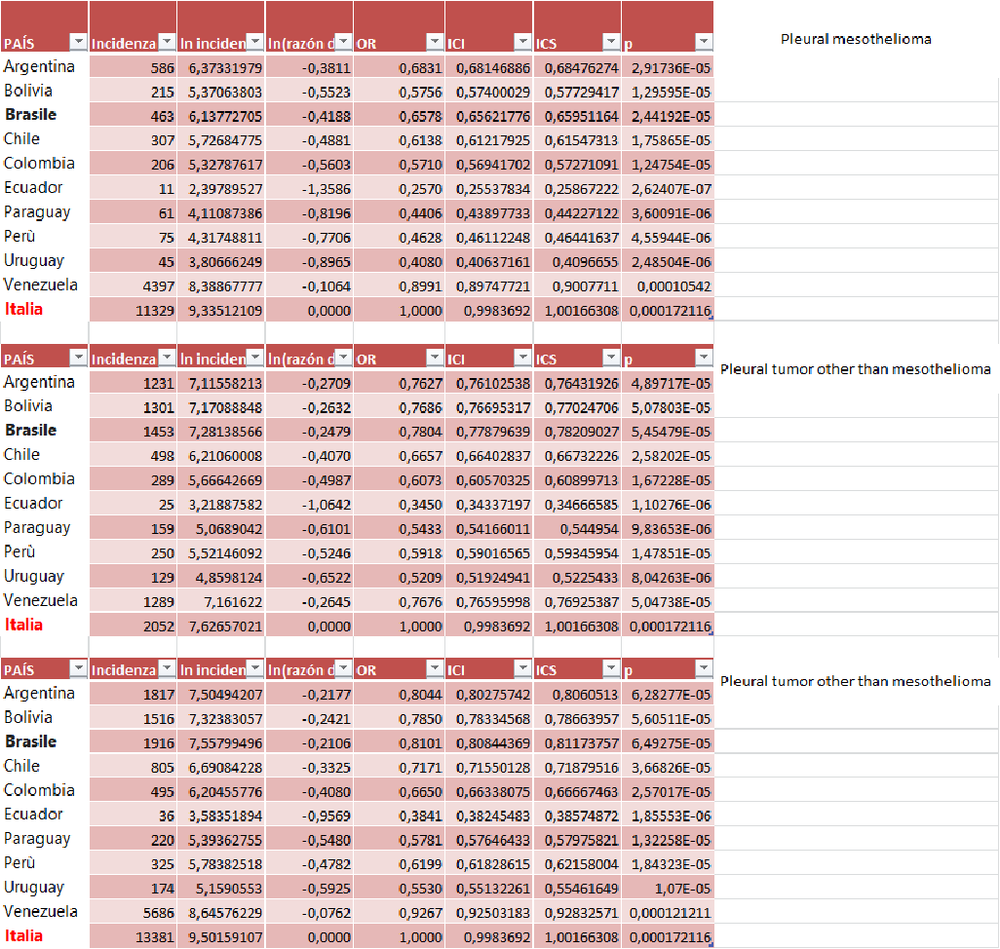 PAÍS Incidenza ln inciden ln(razón d OR ICI ICS p Pleural mesothelioma
Argentina 586 6,37331979 -0,3811 0,6831 0,68146886 0,68476274 2,91736E-05
Bolivia 215 5,37063803 -0,5523 0,5756 0,57400029 0,57729417 1,29595E-05
Brasile 463 6,13772705 -0,4188 0,6578 0,65621776 0,65951164 2,44192E-05
Chile 307 5,72684775 -0,4881 0,6138 0,61217925 0,61547313 1,75865E-05
Colombia 206 5,32787617 -0,5603 0,5710 0,56941702 0,57271091 1,24754E-05
Ecuador 11 2,39789527 -1,3586 0,2570 0,25537834 0,25867222 2,62407E-07
Paraguay 61 4,11087386 -0,8196 0,4406 0,43897733 0,44227122 3,60091E-06
Perù 75 4,31748811 -0,7706 0,4628 0,46112248 0,46441637 4,55944E-06
Uruguay 45 3,80666249 -0,8965 0,4080 0,40637161 0,4096655 2,48504E-06
Venezuela 4397 8,38867777 -0,1064 0,8991 0,89747721 0,9007711 0,00010542
Italia 11329 9,33512109 0,0000 1,0000 0,9983692 1,00166308 0,000172116
PAÍS Incidenza ln inciden ln(razón d OR ICI ICS p Pleural tumor other than mesothelioma
Argentina 1231 7,11558213 -0,2709 0,7627 0,76102538 0,76431926 4,89717E-05
Bolivia 1301 7,17088848 -0,2632 0,7686 0,76695317 0,77024706 5,07803E-05
Brasile 1453 7,28138566 -0,2479 0,7804 0,77879639 0,78209027 5,45479E-05
Chile 498 6,21060008 -0,4070 0,6657 0,66402837 0,66732226 2,58202E-05
Colombia 289 5,66642669 -0,4987 0,6073 0,60570325 0,60899713 1,67228E-05
Ecuador 25 3,21887582 -1,0642 0,3450 0,34337197 0,34666585 1,10276E-06
Paraguay 159 5,0689042 -0,6101 0,5433 0,54166011 0,544954 9,83653E-06
Perù 250 5,52146092 -0,5246 0,5918 0,59016565 0,59345954 1,47851E-05
Uruguay 129 4,8598124 -0,6522 0,5209 0,51924941 0,5225433 8,04263E-06
Venezuela 1289 7,161622 -0,2645 0,7676 0,76595998 0,76925387 5,04738E-05
Italia 2052 7,62657021 0,0000 1,0000 0,9983692 1,00166308 0,000172116
PAÍS Incidenza ln inciden ln(razón d OR ICI ICS p Pleural tumor other than mesothelioma
Argentina 1817 7,50494207 -0,2177 0,8044 0,80275742 0,8060513 6,28277E-05
Bolivia 1516 7,32383057 -0,2421 0,7850 0,78334568 0,78663957 5,60511E-05
Brasile 1916 7,55799496 -0,2106 0,8101 0,80844369 0,81173757 6,49275E-05
Chile 805 6,69084228 -0,3325 0,7171 0,71550128 0,71879516 3,66826E-05
Colombia 495 6,20455776 -0,4080 0,6650 0,66338075 0,66667463 2,57017E-05
Ecuador 36 3,58351894 -0,9569 0,3841 0,38245483 0,38574872 1,85553E-06
Paraguay 220 5,39362755 -0,5480 0,5781 0,57646433 0,57975821 1,32258E-05
Perù 325 5,78382518 -0,4782 0,6199 0,61828615 0,62158004 1,84323E-05
Uruguay 174 5,1590553 -0,5925 0,5530 0,55132261 0,55461649 1,07E-05
Venezuela 5686 8,64576229 -0,0762 0,9267 0,92503183 0,92832571 0,000121211
Italia 13381 9,50159107 0,0000 1,0000 0,9983692 1,00166308 0,000172116